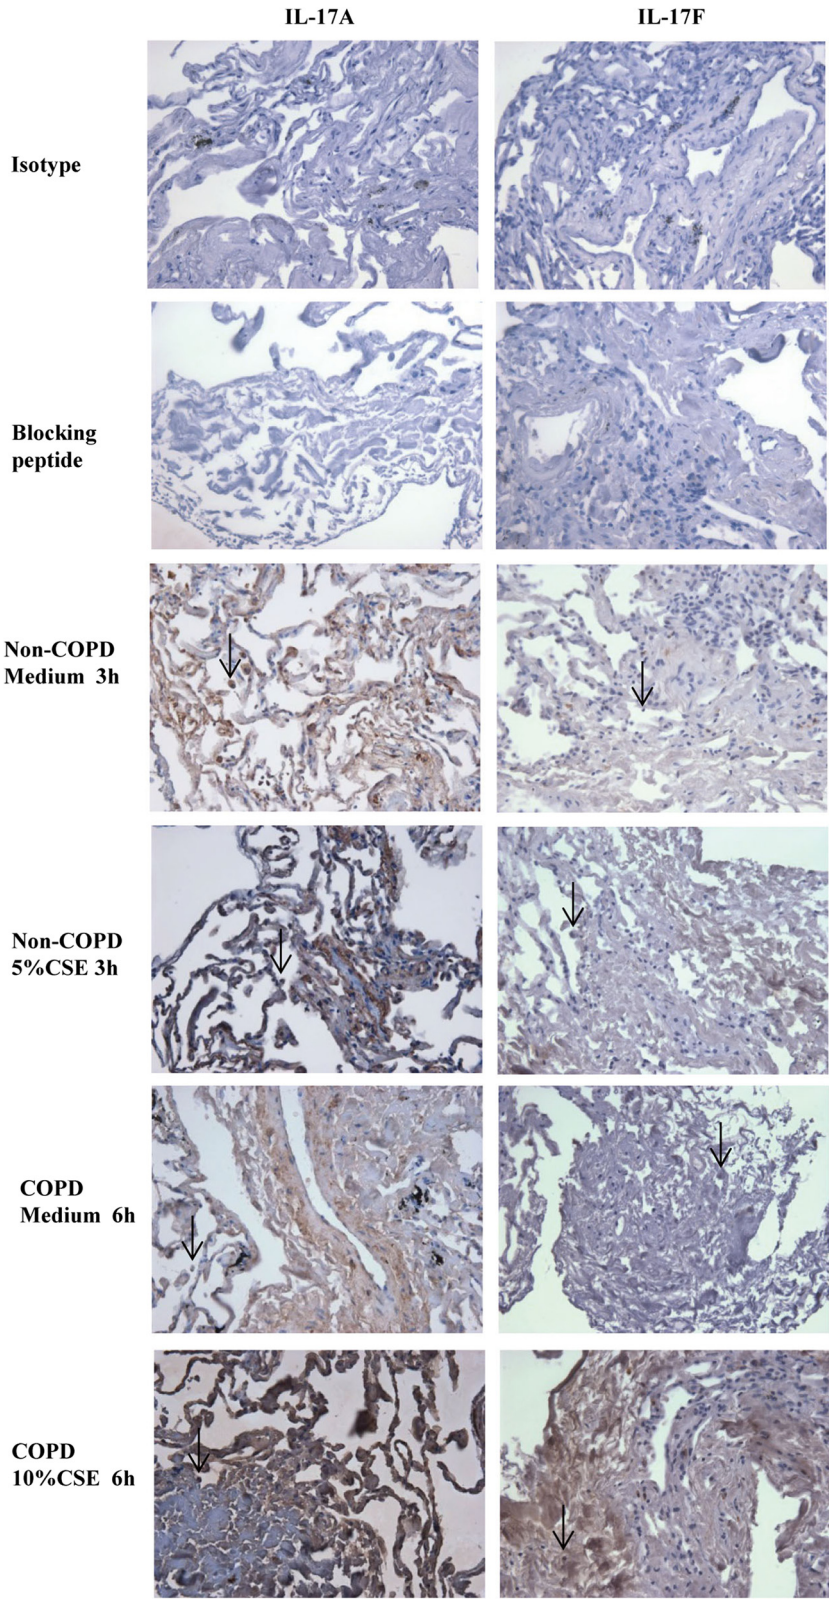 IL-17A
IL-17F
Isotype
Blocking
peptide
Non-COPD
Medium 3h
Non-COPD
5%CSE 3h
COPD
Medium 6h
COPD
10%CSE 6h